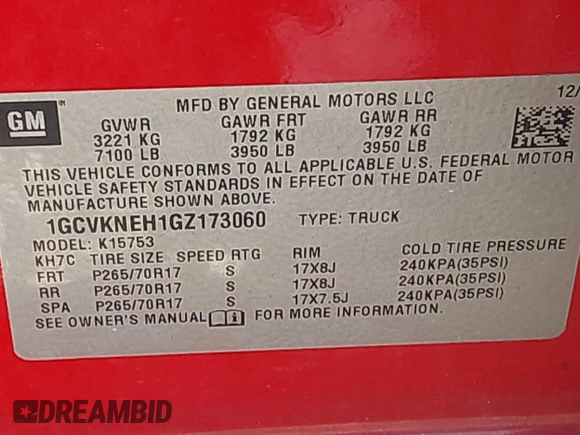 GM
MFD BY GENERAL MOTORS LLC 12/
GVWR GAWR FRT GAWR RR
3221 KG 1792 KG 1792 KG
7100 LB 3950 LB 3950 LB
THIS VEHICLE CONFORMS TO ALL APPLICABLE U.S. FEDERAL MOTOR
VEHICLE SAFETY STANDARDS IN EFFECT ON THE DATE OF
MANUFACTURE SHOWN ABOVE.
1GCVKNEH1GZ173060 TYPE: TRUCK
MODEL: K15753
KH7C TIRE SIZE SPEED RTG RIM COLD TIRE PRESSURE
FRT P265/70R17 S 17X8J 240KPA(35PSI)
RR P265/70R17 S 17X8J 240KPA(35PSI)
SPA P265/70R17 S 17X7.5J 240KPA(35PSI)
SEE OWNER'S MANUAL i FOR MORE INFORMATION.
DREAMBID